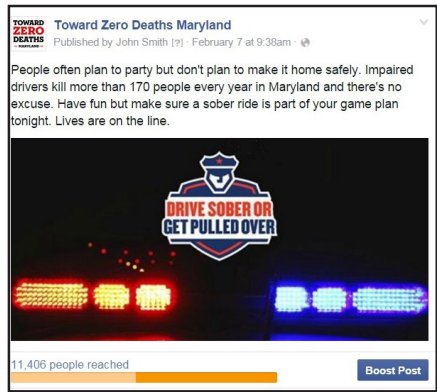 TOWARD
ZERO
DEATHS
MARYLAND
Toward Zero Deaths Maryland
Published by John Smith [?] · February 7 at 9:38am ·
People often plan to party but don't plan to make it home safely. Impaired
drivers kill more than 170 people every year in Maryland and there's no
excuse. Have fun but make sure a sober ride is part of your game plan
tonight. Lives are on the line.
DRIVE SOBER OR
GET PULLED OVER
11,406 people reached
Boost Post